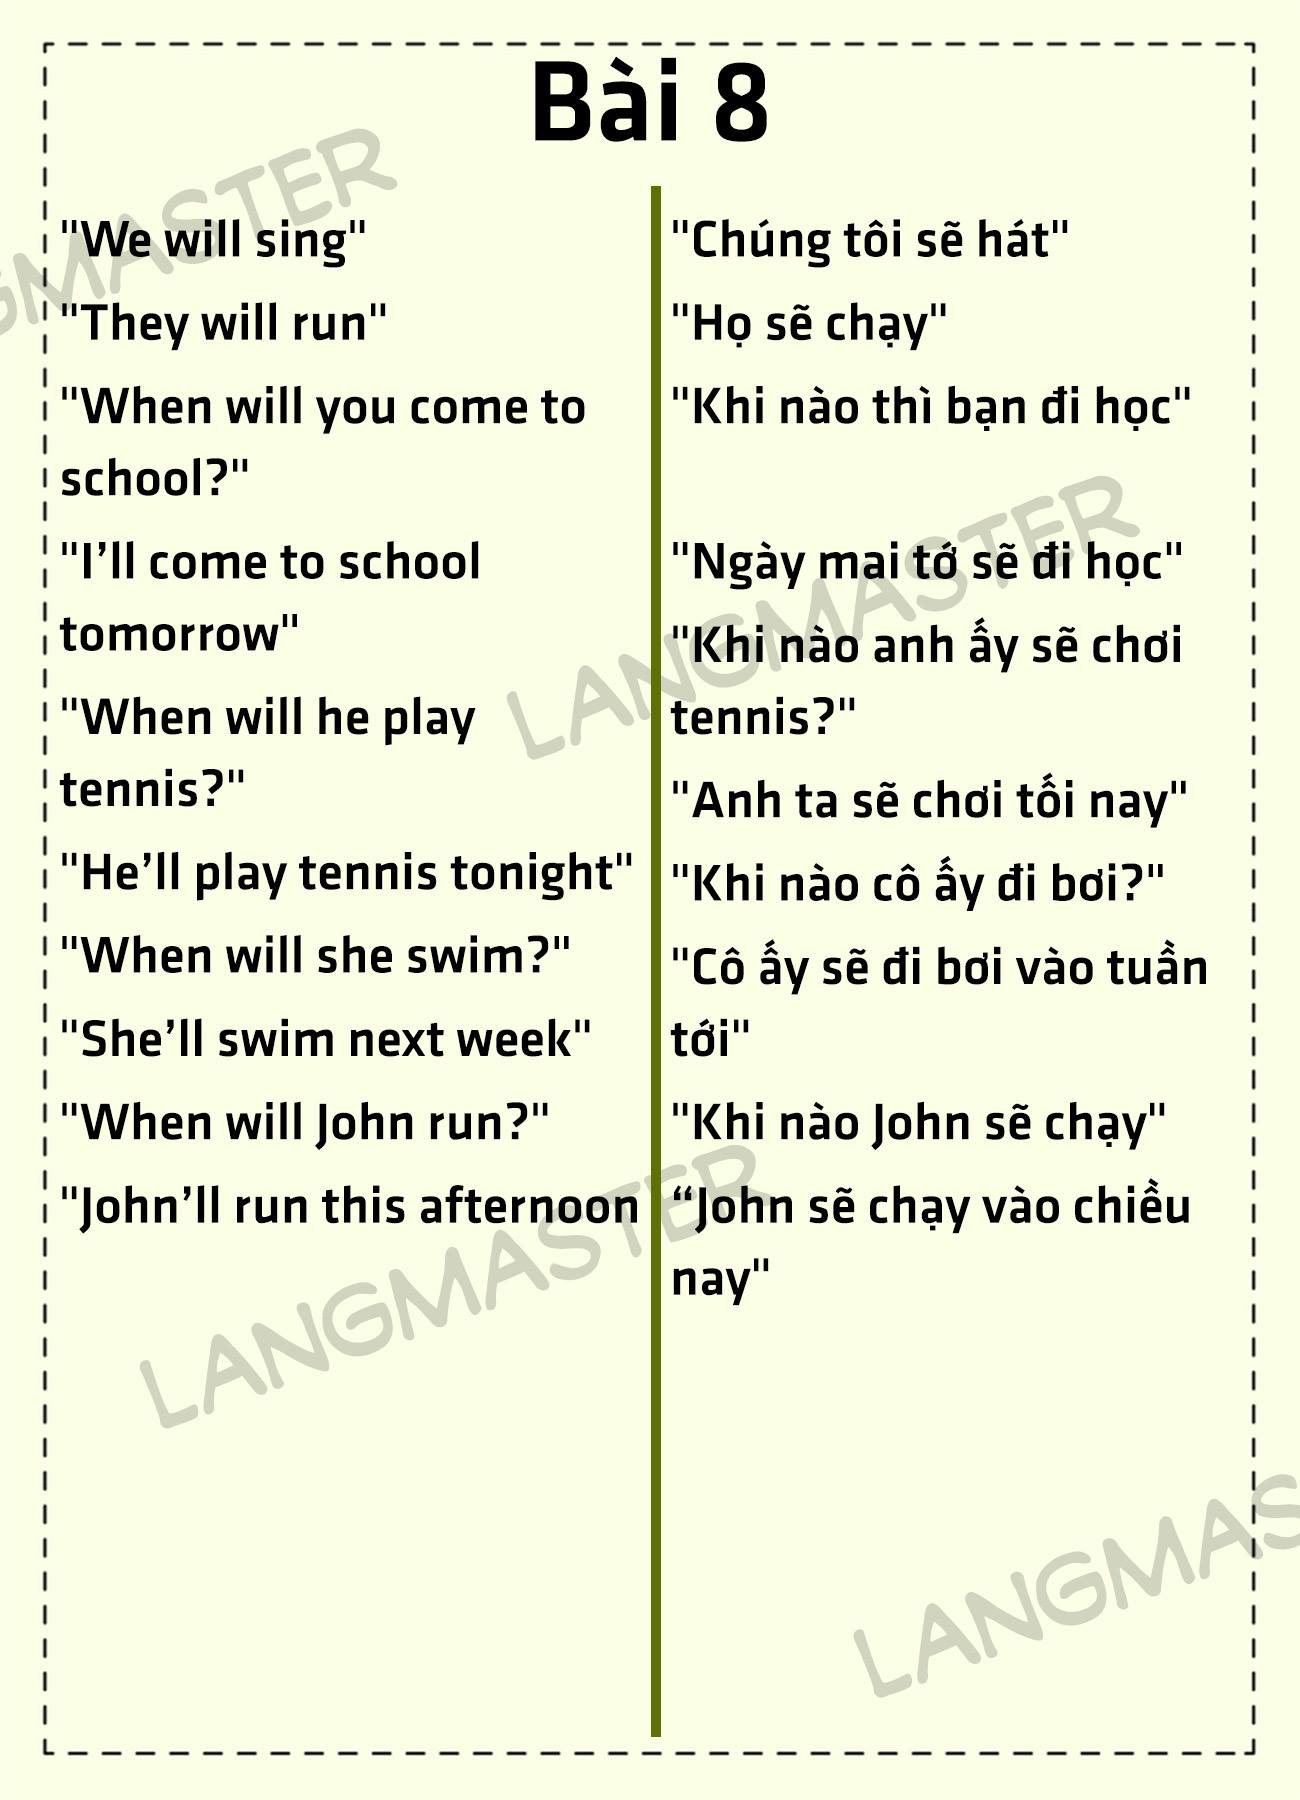 Bài 8
"We will sing"
"They will run"
"When will you come to
school?"
"I’ll come to school
tomorrow"
"When will he play
tennis?"
"He’ll play tennis tonight"
"When will she swim?"
"She’ll swim next week"
"When will John run?"
"John’ll run this afternoon
"Chúng tôi sẽ hát"
"Họ sẽ chạy"
"Khi nào thì bạn đi học"
"Ngày mai tớ sẽ đi học"
"Khi nào anh ấy sẽ chơi
tennis?"
"Anh ta sẽ chơi tối nay"
"Khi nào cô ấy đi bơi?"
"Cô ấy sẽ đi bơi vào tuần
tới"
"Khi nào John sẽ chạy"
“John sẽ chạy vào chiều
nay"
GMASTER
LANGMASTER
LANGMASTER
LANGMAS